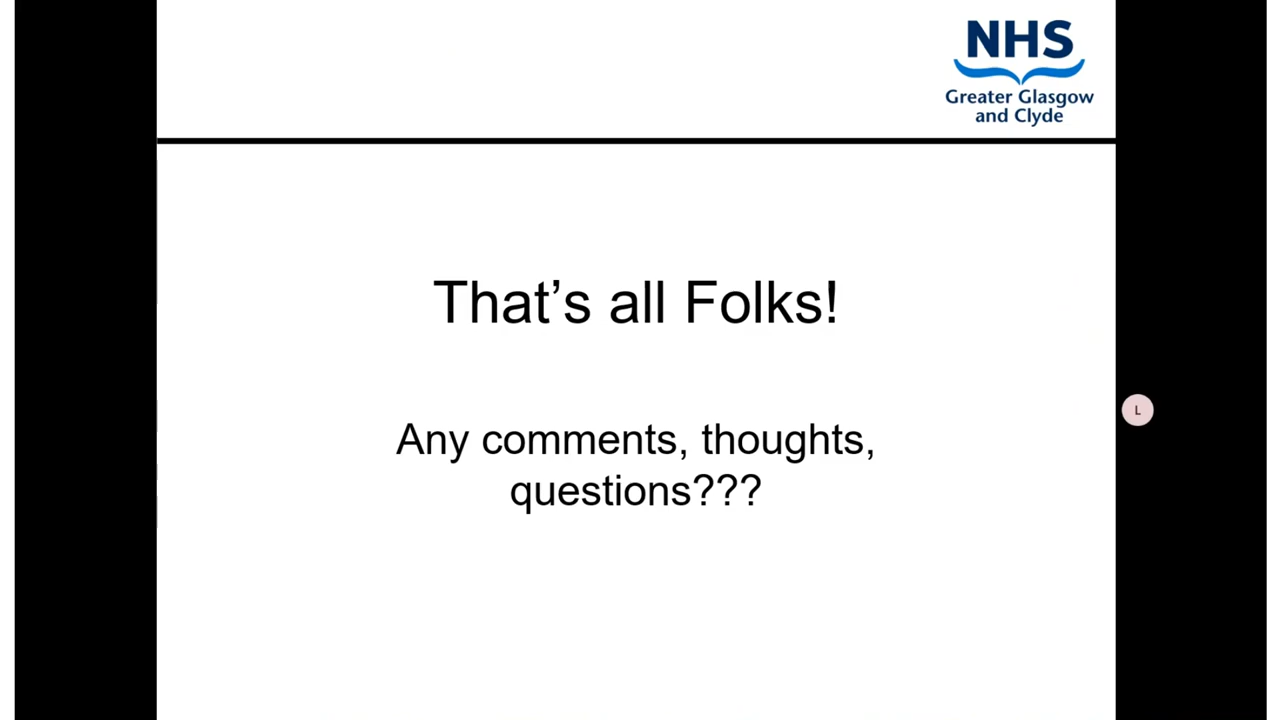 NHS
Greater Glasgow
and Clyde
That’s all Folks!
Any comments, thoughts,
questions???
L